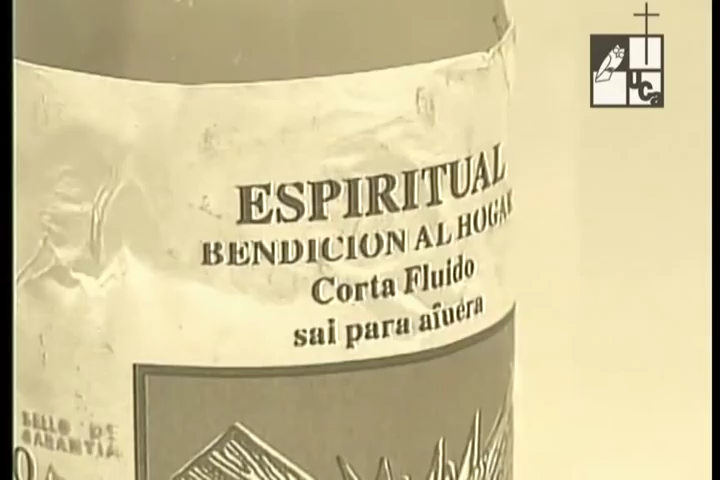 uca
ESPIRITUAL
BENDICION AL HOGAR
Corta Fluido
sai para afuera
SELLO DE
GARANTIA